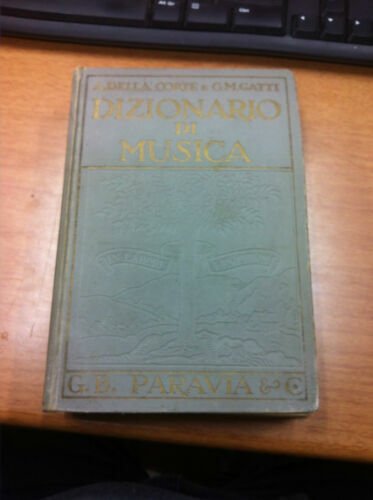 A. DELLA CORTE E G.M. GATTI
DIZIONARIO
DI
MUSICA
G. B. PARAVIA & C.